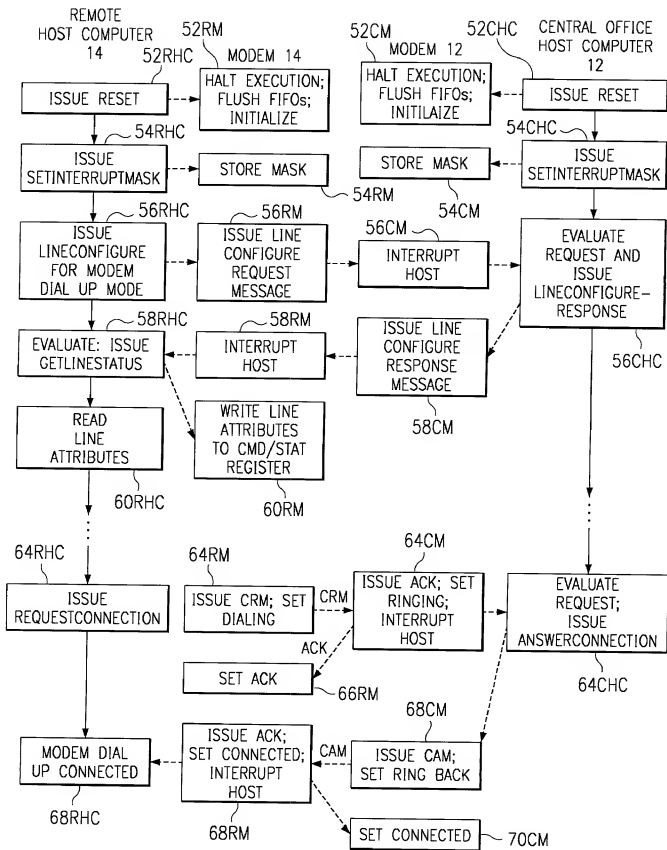 REMOTE
HOST COMPUTER
14
52RHC
52RM
MODEM 14
52CM
MODEM 12
52CHC
CENTRAL OFFICE
HOST COMPUTER
12
ISSUE RESET
HALT EXECUTION;
FLUSH FIFOs;
INITIALIZE
HALT EXECUTION;
FLUSH FIFOs;
INITILAIZE
ISSUE RESET
54RHC
54CHC
ISSUE
SETINTERRUPTMASK
STORE MASK
STORE MASK
ISSUE
SETINTERRUPTMASK
54RM
54CM
56RHC
56RM
56CM
ISSUE
LINECONFIGURE
FOR MODEM
DIAL UP MODE
ISSUE LINE
CONFIGURE
REQUEST
MESSAGE
INTERRUPT
HOST
EVALUATE
REQUEST AND
ISSUE
LINECONFIGURE-
RESPONSE
56CHC
58RHC
58RM
EVALUATE: ISSUE
GETLINESTATUS
INTERRUPT
HOST
ISSUE LINE
CONFIGURE
RESPONSE
MESSAGE
58CM
READ
LINE
ATTRIBUTES
60RHC
WRITE LINE
ATTRIBUTES
TO CMD/STAT
REGISTER
60RM
64RHC
64RM
64CM
ISSUE
REQUESTCONNECTION
ISSUE CRM; SET
DIALING
CRM
ISSUE ACK; SET
RINGING;
INTERRUPT
HOST
EVALUATE
REQUEST;
ISSUE
ANSWERCONNECTION
64CHC
ACK
SET ACK
66RM
68CM
MODEM DIAL
UP CONNECTED
68RHC
ISSUE ACK;
SET CONNECTED;
INTERRUPT
HOST
68RM
CAM
ISSUE CAM;
SET RING BACK
SET CONNECTED
70CM